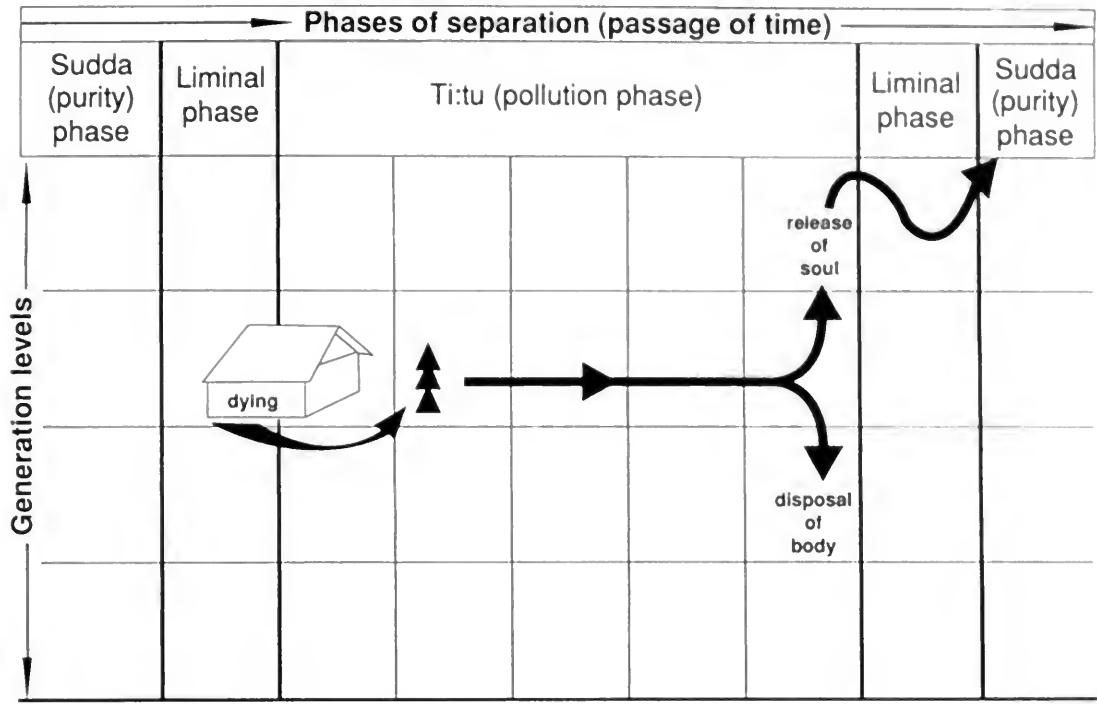 Phases of separation (passage of time)
Sudda
(purity)
phase
Liminal
phase
Ti:tu (pollution phase)
Liminal
phase
Sudda
(purity)
phase
Generation levels
dying
release
of
soul
disposal
of
body